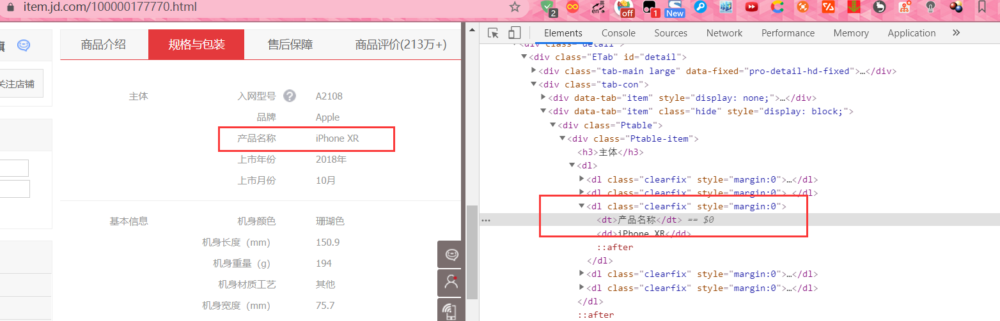 item.jd.com/100000177770.html
2
英
en
off
1
New
商品介绍
规格与包装
售后保障
商品评价(213万+)
关注店铺
主体
入网型号 ?
A2108
品牌
Apple
产品名称
iPhone XR
上市年份
2018年
上市月份
10月
基本信息
机身颜色
珊瑚色
机身长度（mm）
150.9
机身重量（g）
194
机身材质工艺
其他
机身宽度（mm）
75.7
Elements Console Sources Network Performance Memory Application »
<div class="detail">
▼<div class="ETab" id="detail">
▶<div class="tab-main large" data-fixed="pro-detail-hd-fixed">…</div>
▼<div class="tab-con">
▶<div data-tab="item" style="display: none;">…</div>
▼<div data-tab="item" class="hide" style="display: block;">
▼<div class="Ptable">
▼<div class="Ptable-item">
<h3>主体</h3>
▼<dl>
▶<dl class="clearfix" style="margin:0">…</dl>
▶<dl class="clearfix" style="margin:0">…</dl>
▼<dl class="clearfix" style="margin:0">
… <dt>产品名称</dt> == $0
<dd>iPhone XR</dd>
::after
</dl>
▶<dl class="clearfix" style="margin:0">…</dl>
▶<dl class="clearfix" style="margin:0">…</dl>
</dl>
::after